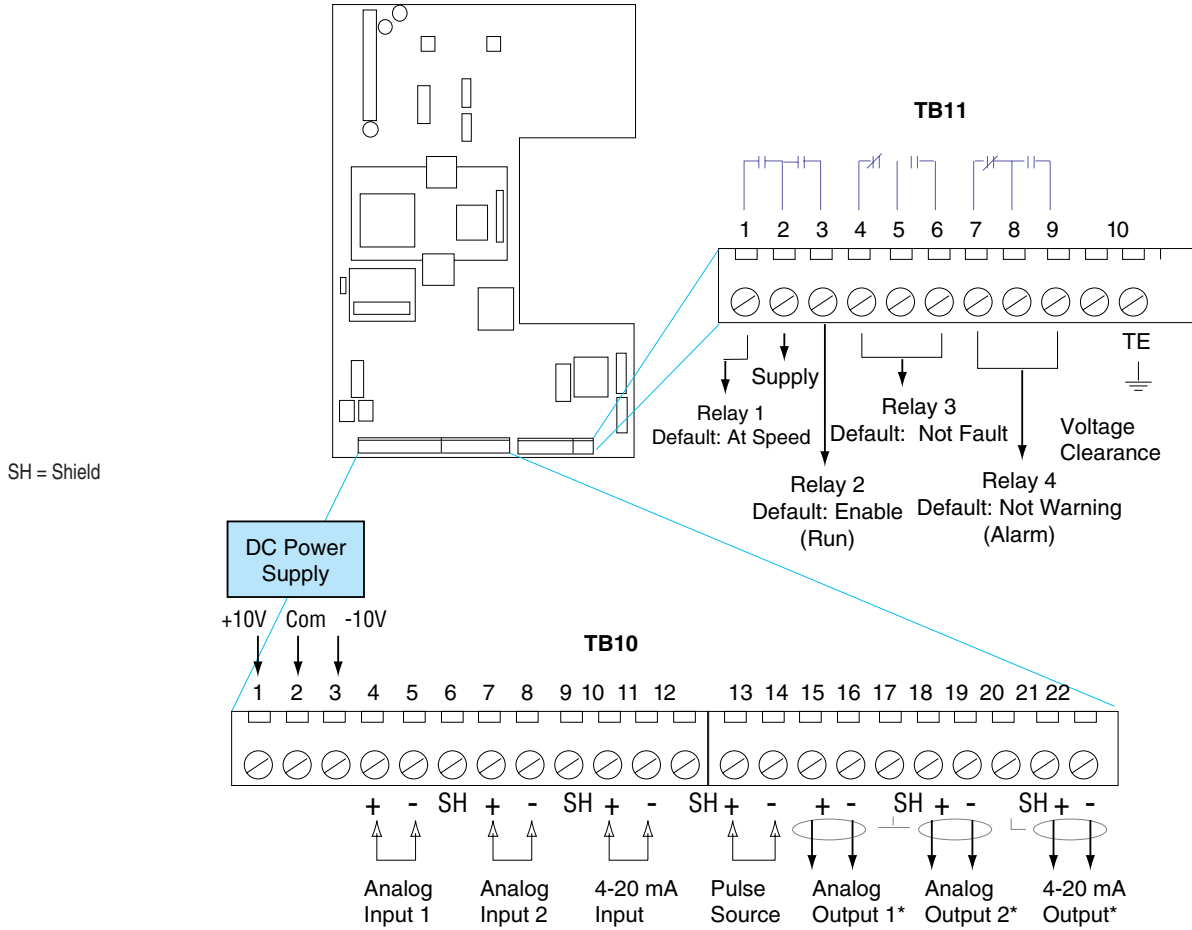 TB11
1 2 3 4 5 6 7 8 9 10
TE
Supply
Relay 1
Default: At Speed
Relay 3
Default: Not Fault
Voltage
Clearance
Relay 2
Default: Enable
(Run)
Relay 4
Default: Not Warning
(Alarm)
SH = Shield
DC Power
Supply
+10V Com -10V
TB10
1 2 3 4 5 6 7 8 9 10 11 12 13 14 15 16 17 18 19 20 21 22
+ - SH + - SH + - SH + - + - SH + - SH + -
Analog
Input 1
Analog
Input 2
4-20 mA
Input
Pulse
Source
Analog
Output 1*
Analog
Output 2*
4-20 mA
Output*